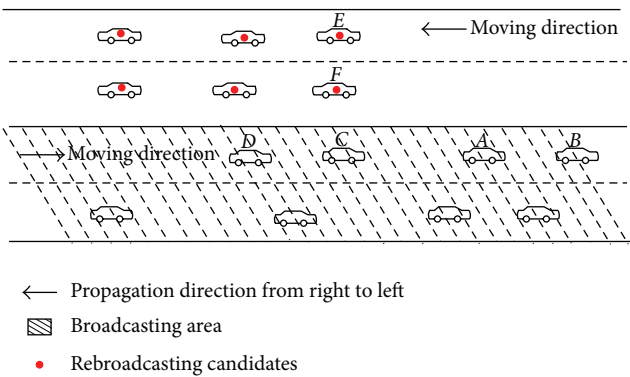 E
Moving direction
F
D C A B
Moving direction
Propagation direction from right to left
Broadcasting area
Rebroadcasting candidates